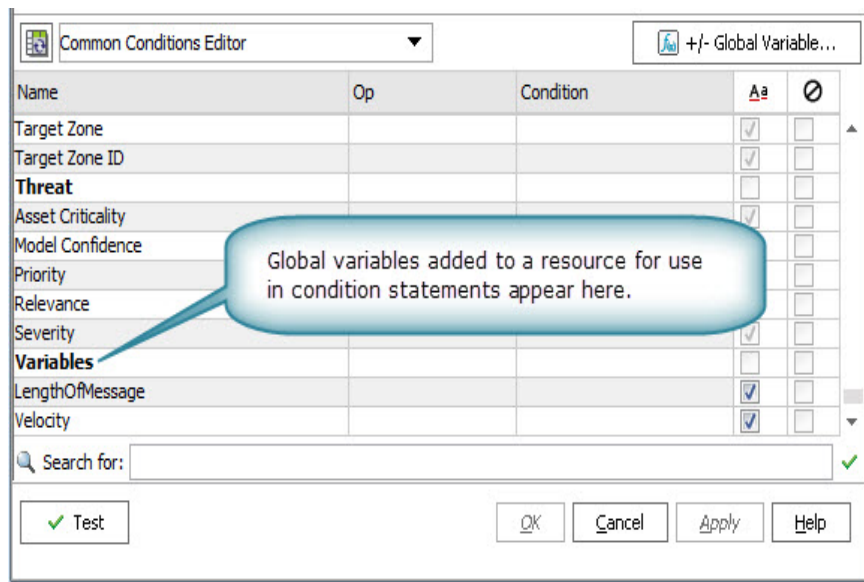 Common Conditions Editor +/- Global Variable...
Name Op Condition Aa
Target Zone
Target Zone ID
Threat
Asset Criticality
Model Confidence
Priority
Relevance
Severity
Global variables added to a resource for use
in condition statements appear here.
Variables
LengthOfMessage
Velocity
Search for:
Test OK Cancel Apply Help